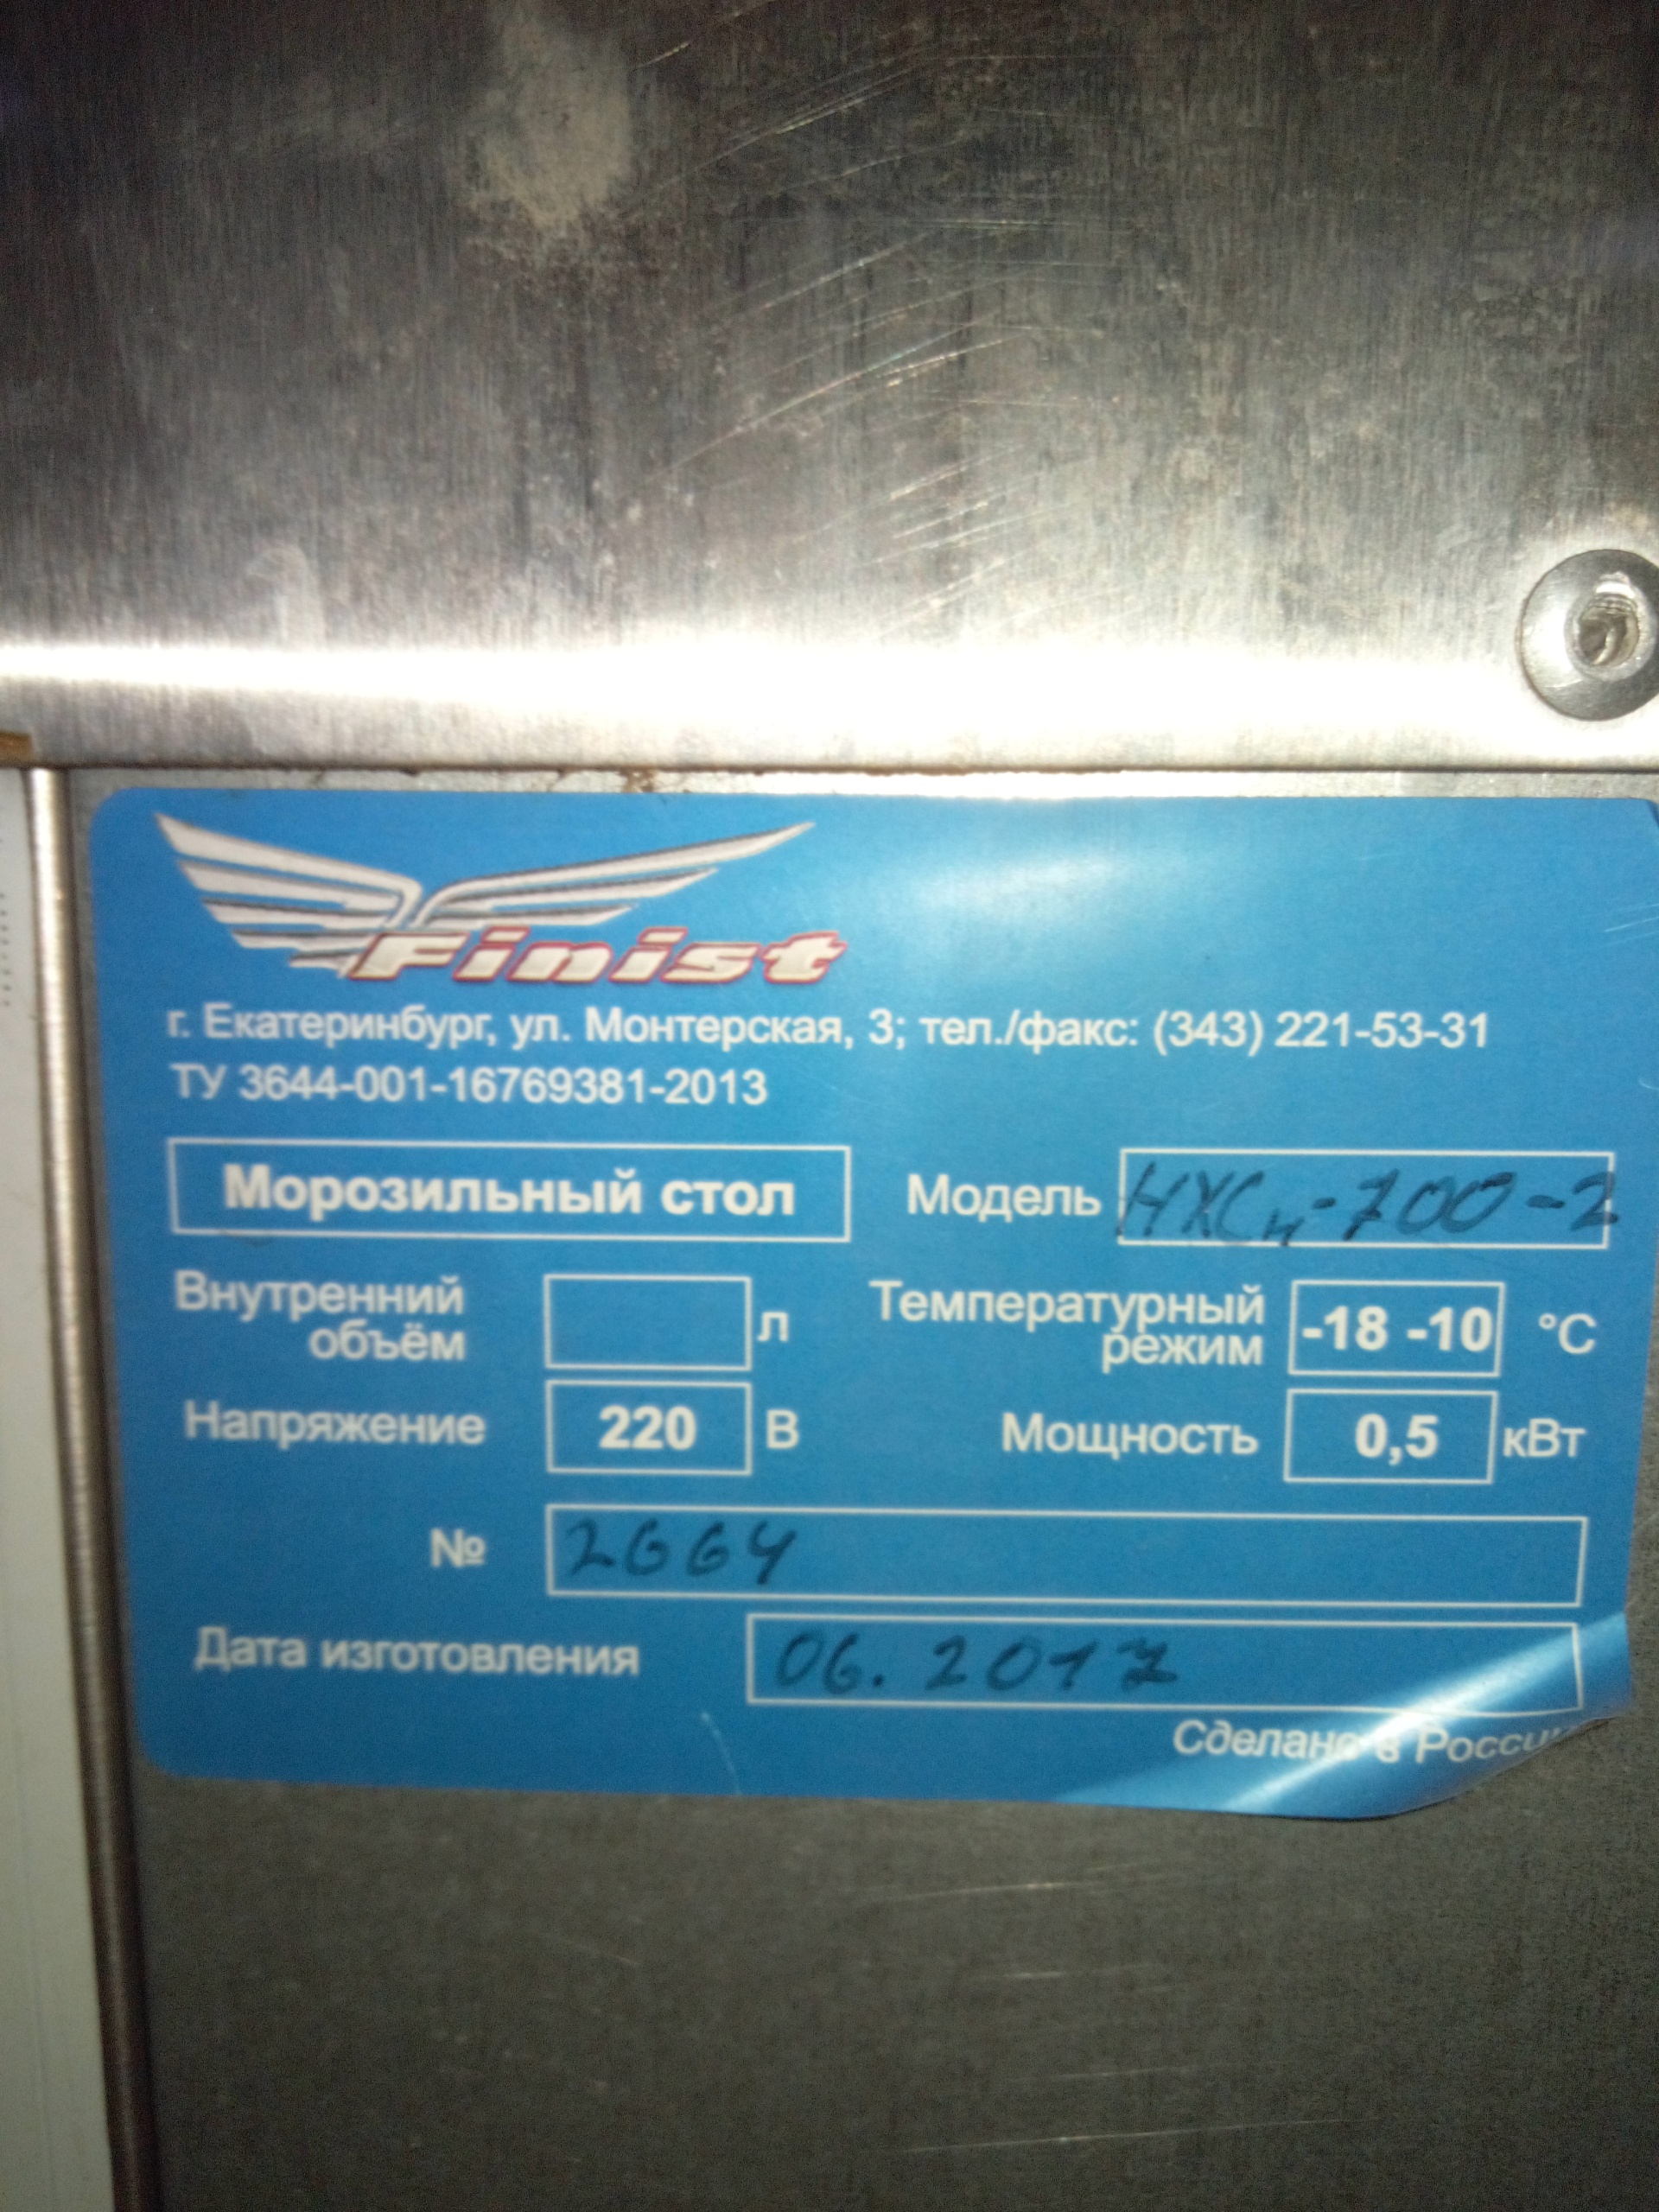 Finist
г. Екатеринбург, ул. Монтерская, 3; тел./факс: (343) 221-53-31
ТУ 3644-001-16769381-2013
Морозильный стол Модель НХСн-700-2
Внутренний объём л Температурный режим -18 -10 °C
Напряжение 220 В Мощность 0,5 кВт
№ 2664
Дата изготовления 06.2017
Сделано в России